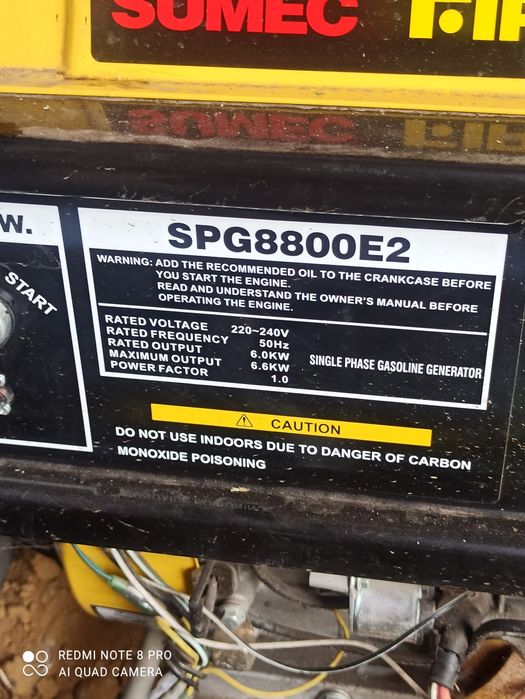 SUMEC
W.
START
SPG8800E2
WARNING: ADD THE RECOMMENDED OIL TO THE CRANKCASE BEFORE
YOU START THE ENGINE.
READ AND UNDERSTAND THE OWNER'S MANUAL BEFORE
OPERATING THE ENGINE.
RATED VOLTAGE 220~240V
RATED FREQUENCY 50Hz
RATED OUTPUT 6.0KW
MAXIMUM OUTPUT 6.6KW
POWER FACTOR 1.0
SINGLE PHASE GASOLINE GENERATOR
CAUTION
DO NOT USE INDOORS DUE TO DANGER OF CARBON
MONOXIDE POISONING
REDMI NOTE 8 PRO
AI QUAD CAMERA